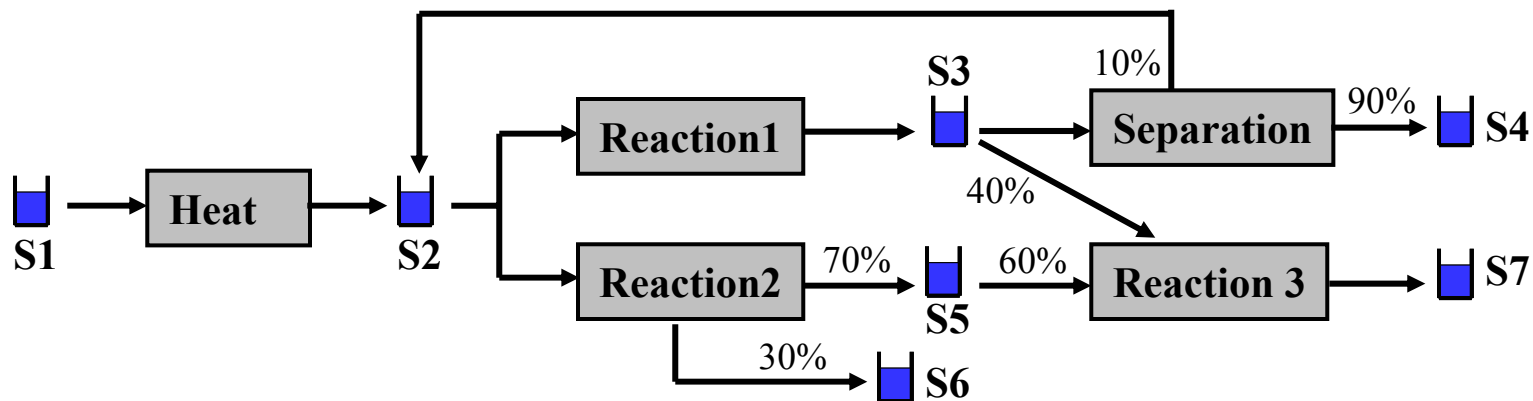 10%
S3
90%
Reaction1
Separation
S4
40%
Heat
S1
S2
70%
60%
Reaction2
Reaction 3
S7
S5
30%
S6